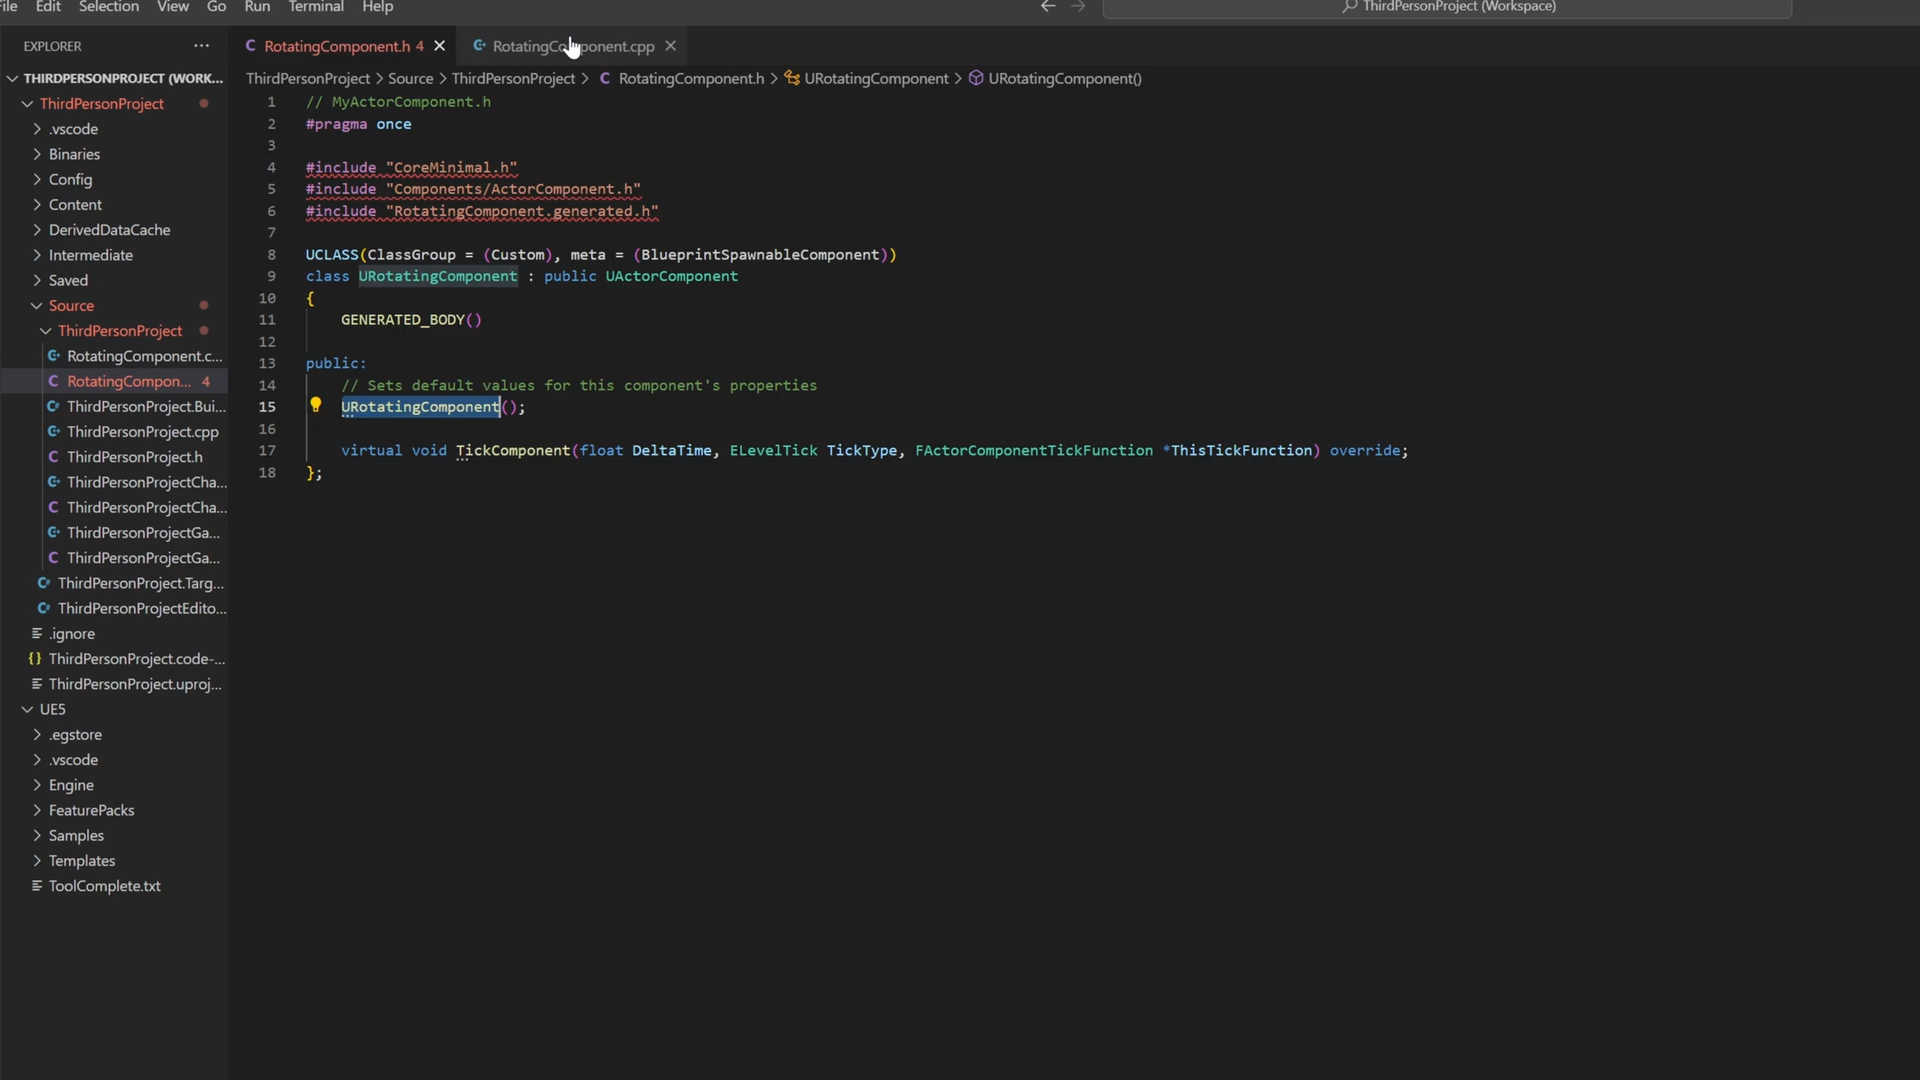 File Edit Selection View Go Run Terminal Help
ThirdPersonProject (Workspace)
EXPLORER
RotatingComponent.h 4
RotatingComponent.cpp
THIRDPERSONPROJECT (WORK...
ThirdPersonProject > Source > ThirdPersonProject > C RotatingComponent.h > URotatingComponent > URotatingComponent()
ThirdPersonProject
.vscode
Binaries
Config
Content
DerivedDataCache
Intermediate
Saved
Source
ThirdPersonProject
RotatingComponent.c...
RotatingCompon... 4
ThirdPersonProject.Bui...
ThirdPersonProject.cpp
ThirdPersonProject.h
ThirdPersonProjectCha...
ThirdPersonProjectCha...
ThirdPersonProjectGa...
ThirdPersonProjectGa...
ThirdPersonProject.Targ...
ThirdPersonProjectEdito...
.ignore
ThirdPersonProject.code-...
ThirdPersonProject.uproj...
UE5
.egstore
.vscode
Engine
FeaturePacks
Samples
Templates
ToolComplete.txt
1 // MyActorComponent.h
2 #pragma once
3
4 #include "CoreMinimal.h"
5 #include "Components/ActorComponent.h"
6 #include "RotatingComponent.generated.h"
7
8 UCLASS(ClassGroup = (Custom), meta = (BlueprintSpawnableComponent))
9 class URotatingComponent : public UActorComponent
10 {
11 GENERATED_BODY()
12
13 public:
14 // Sets default values for this component's properties
15 URotatingComponent();
16
17 virtual void TickComponent(float DeltaTime, ELevelTick TickType, FActorComponentTickFunction *ThisTickFunction) override;
18 };